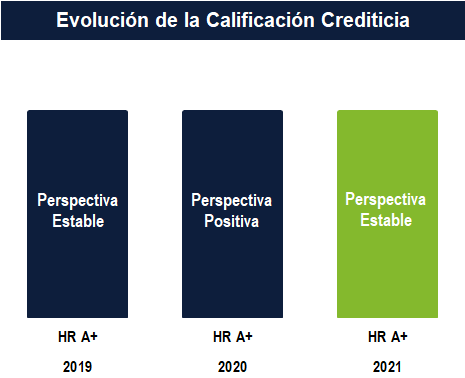 Evolución de la Calificación Crediticia
Perspectiva
Estable
Perspectiva
Positiva
Perspectiva
Estable
HR A+
HR A+
HR A+
2019
2020
2021